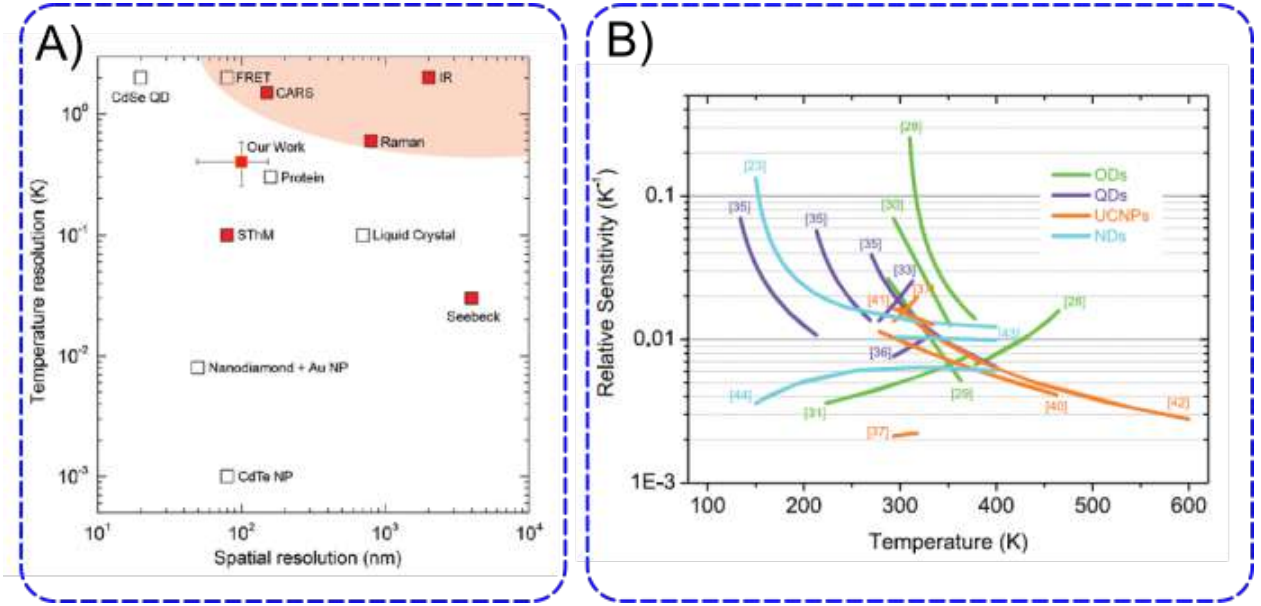 A)
Temperature resolution (K)
10⁰
10⁻¹
10⁻²
10⁻³
CdSe QD
FRET
CARS
IR
Raman
Our Work
Protein
SThM
Liquid Crystal
Seebeck
Nanodiamond + Au NP
CdTe NP
10¹
10²
10³
10⁴
Spatial resolution (nm)
B)
Relative Sensitivity (K⁻¹)
0.1
0.01
1E-3
[28]
[23]
[35]
[35]
[30]
[35]
[33]
[41]
[43]
[36]
[44]
[31]
[29]
[40]
[42]
[37]
ODs
QDs
UCNPs
NDs
100
200
300
400
500
600
Temperature (K)